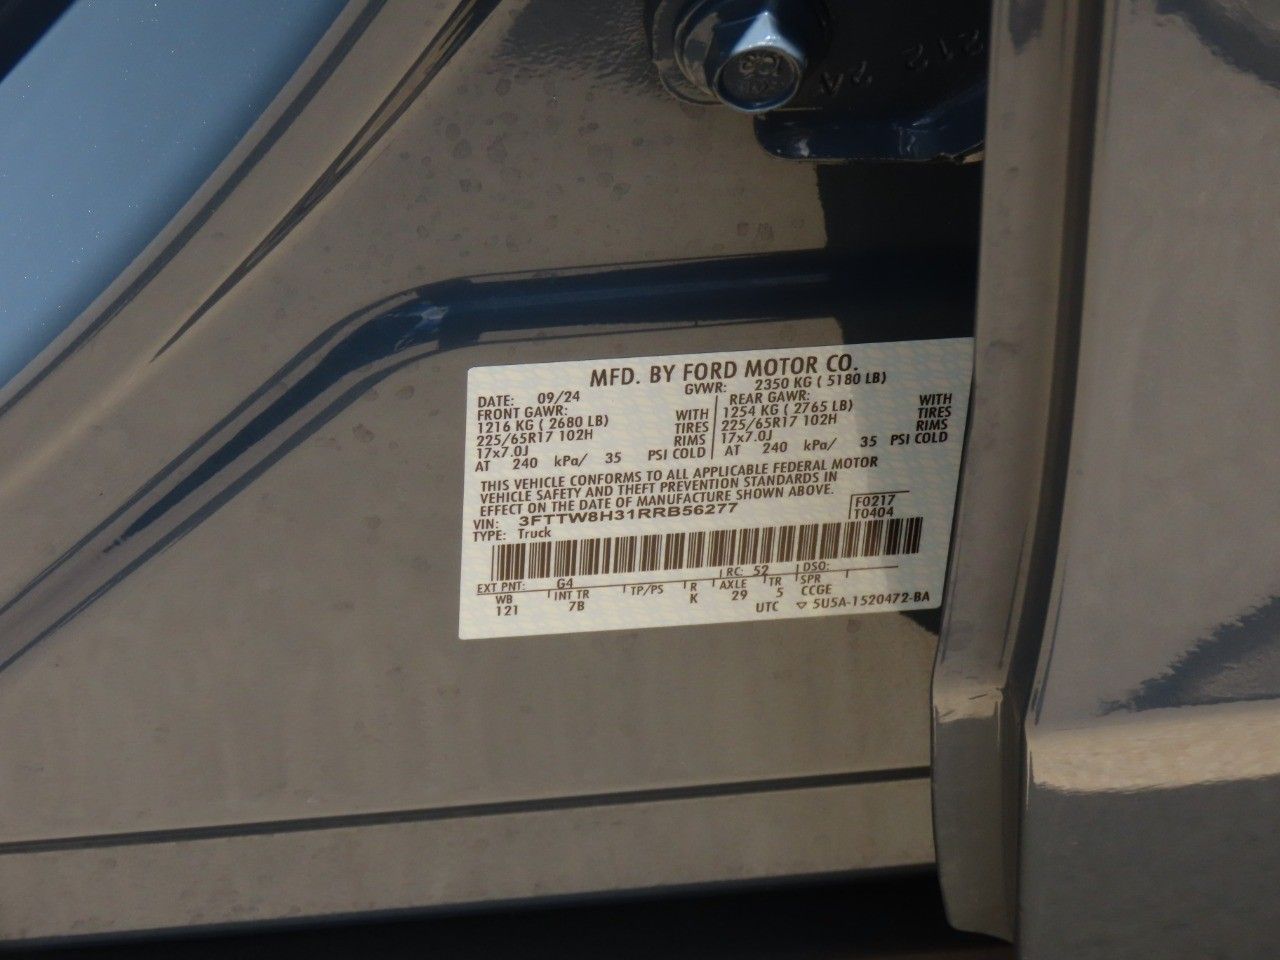 MFD. BY FORD MOTOR CO.
DATE: 09/24 GVWR: 2350 KG ( 5180 LB)
FRONT GAWR: REAR GAWR:
1216 KG ( 2680 LB) WITH 1254 KG ( 2765 LB) WITH
225/65R17 102H TIRES 225/65R17 102H TIRES
17x7.0J RIMS 17x7.0J RIMS
AT 240 kPa/ 35 PSI COLD AT 240 kPa/ 35 PSI COLD
THIS VEHICLE CONFORMS TO ALL APPLICABLE FEDERAL MOTOR
VEHICLE SAFETY AND THEFT PREVENTION STANDARDS IN
EFFECT ON THE DATE OF MANUFACTURE SHOWN ABOVE.
VIN: 3FTTW8H31RRB56277 F0217
TYPE: Truck T0404
EXT PNT: G4 RC: 52 DSO:
WB INT TR TP/PS R AXLE TR SPR
121 7B K 29 5 CCGE
UTC ▽ 5U5A-1520472-BA